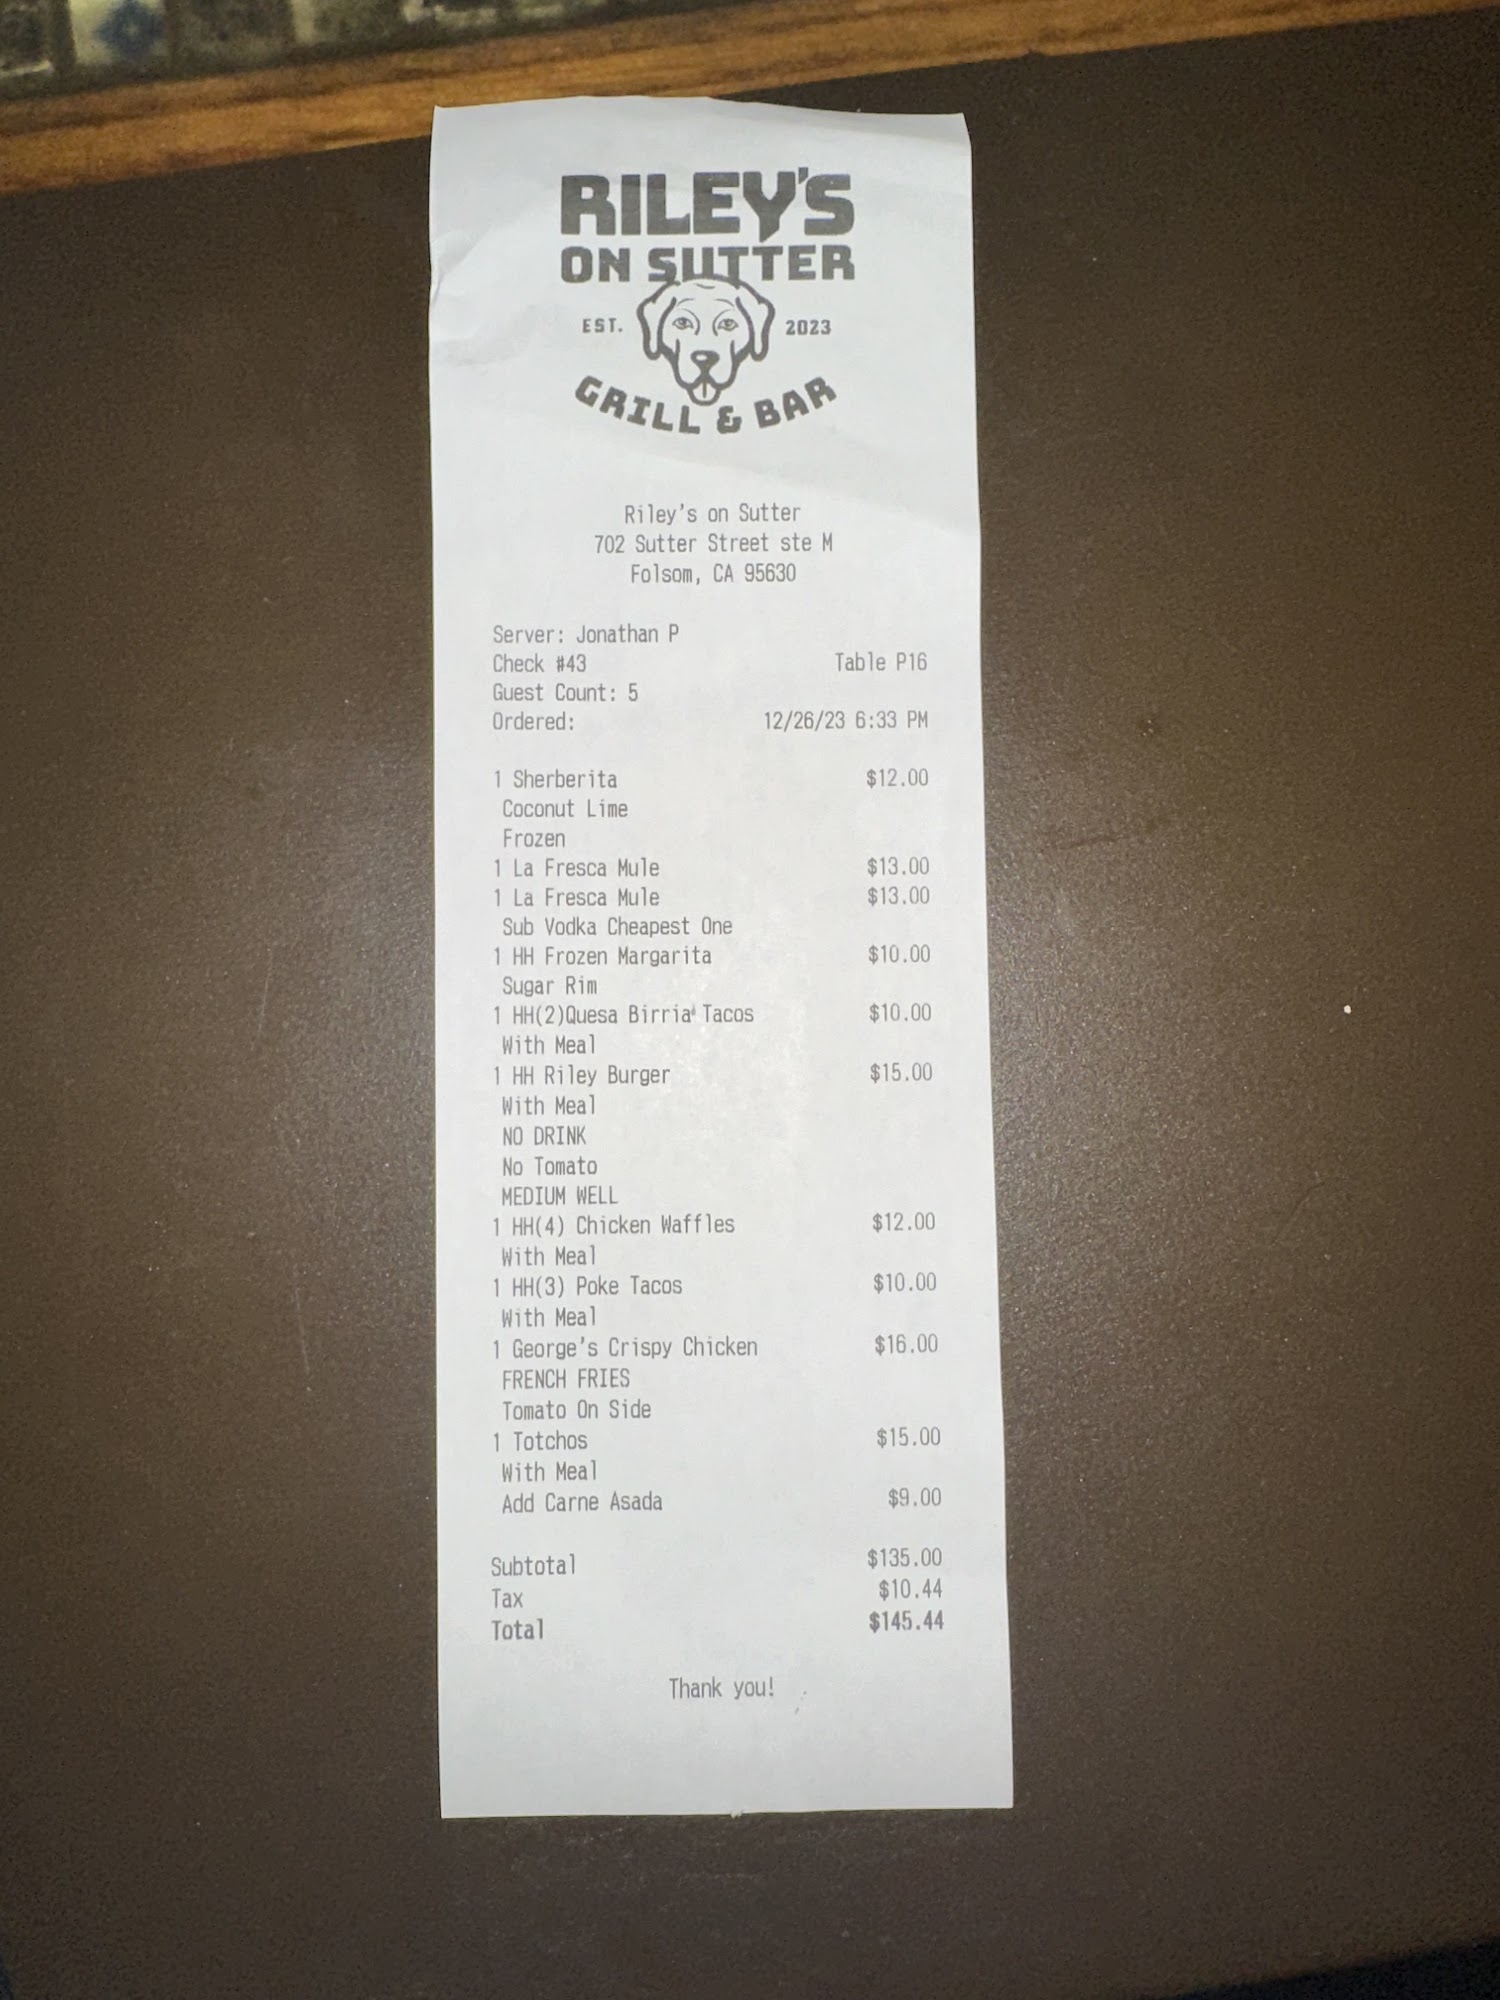 RILEY'S
ON SUTTER
EST. 2023
GRILL & BAR
Riley's on Sutter
702 Sutter Street ste M
Folsom, CA 95630
Server: Jonathan P
Check #43 Table P16
Guest Count: 5
Ordered: 12/26/23 6:33 PM
1 Sherberita $12.00
Coconut Lime
Frozen
1 La Fresca Mule $13.00
1 La Fresca Mule $13.00
Sub Vodka Cheapest One
1 HH Frozen Margarita $10.00
Sugar Rim
1 HH(2)Quesa Birria Tacos $10.00
With Meal
1 HH Riley Burger $15.00
With Meal
NO DRINK
No Tomato
MEDIUM WELL
1 HH(4) Chicken Waffles $12.00
With Meal
1 HH(3) Poke Tacos $10.00
With Meal
1 George's Crispy Chicken $16.00
FRENCH FRIES
Tomato On Side
1 Totchos $15.00
With Meal
Add Carne Asada $9.00
Subtotal $135.00
Tax $10.44
Total $145.44
Thank you!